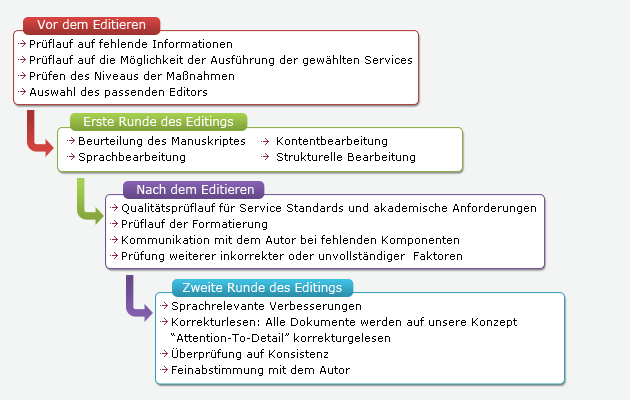 Vor dem Editieren
Prüflauf auf fehlende Informationen
Prüflauf auf die Möglichkeit der Ausführung der gewählten Services
Prüfen des Niveaus der Maßnahmen
Auswahl des passenden Editors
Erste Runde des Editings
Beurteilung des Manuskriptes
Kontentbearbeitung
Sprachbearbeitung
Strukturelle Bearbeitung
Nach dem Editieren
Qualitätsprüflauf für Service Standards und akademische Anforderungen
Prüflauf der Formatierung
Kommunikation mit dem Autor bei fehlenden Komponenten
Prüfung weiterer inkorrekter oder unvollständiger Faktoren
Zweite Runde des Editings
Sprachrelevante Verbesserungen
Korrekturlesen: Alle Dokumente werden auf unsere Konzept
“Attention-To-Detail” korrekturgelesen
Überprüfung auf Konsistenz
Feinabstimmung mit dem Autor